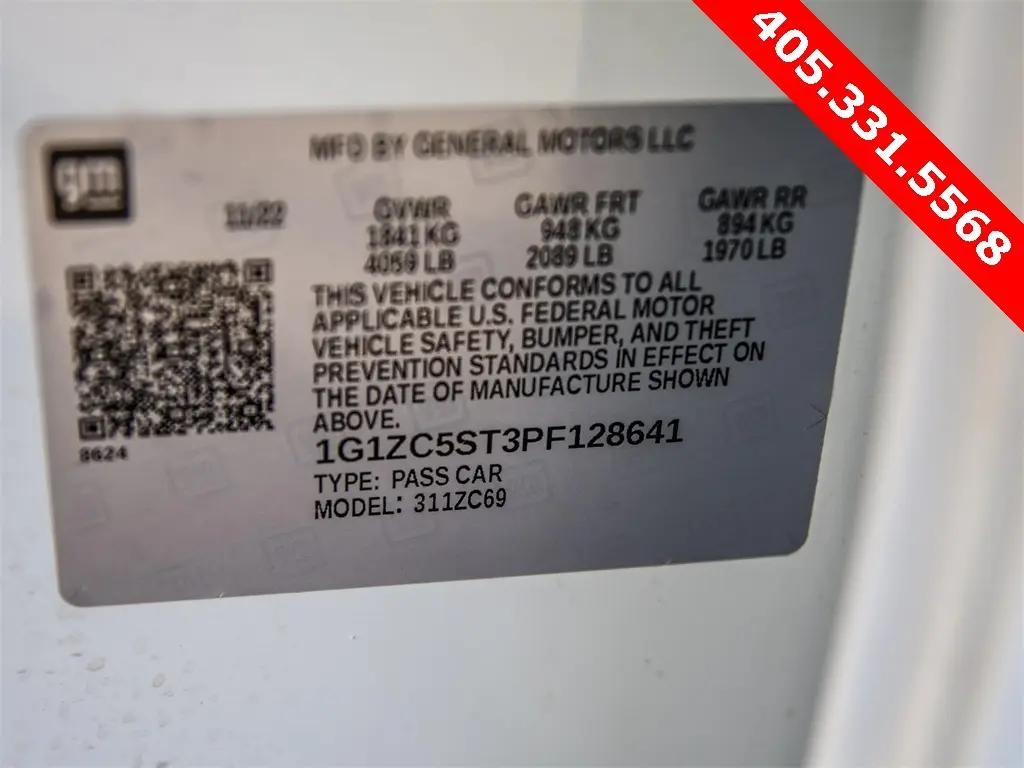 405.331.5568
gm
MFD BY GENERAL MOTORS LLC
11/22 GVWR GAWR FRT GAWR RR
1841 KG 948 KG 894 KG
4059 LB 2089 LB 1970 LB
THIS VEHICLE CONFORMS TO ALL
APPLICABLE U.S. FEDERAL MOTOR
VEHICLE SAFETY, BUMPER, AND THEFT
PREVENTION STANDARDS IN EFFECT ON
THE DATE OF MANUFACTURE SHOWN
ABOVE.
8624
1G1ZC5ST3PF128641
TYPE: PASS CAR
MODEL: 311ZC69